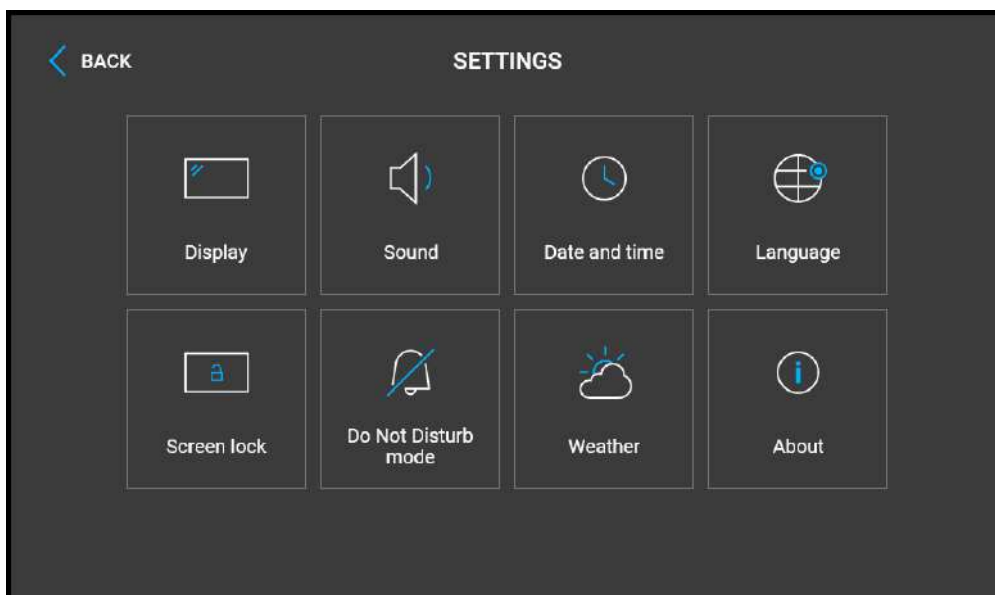 BACK
SETTINGS
Display
Sound
Date and time
Language
Screen lock
Do Not Disturb
mode
Weather
About